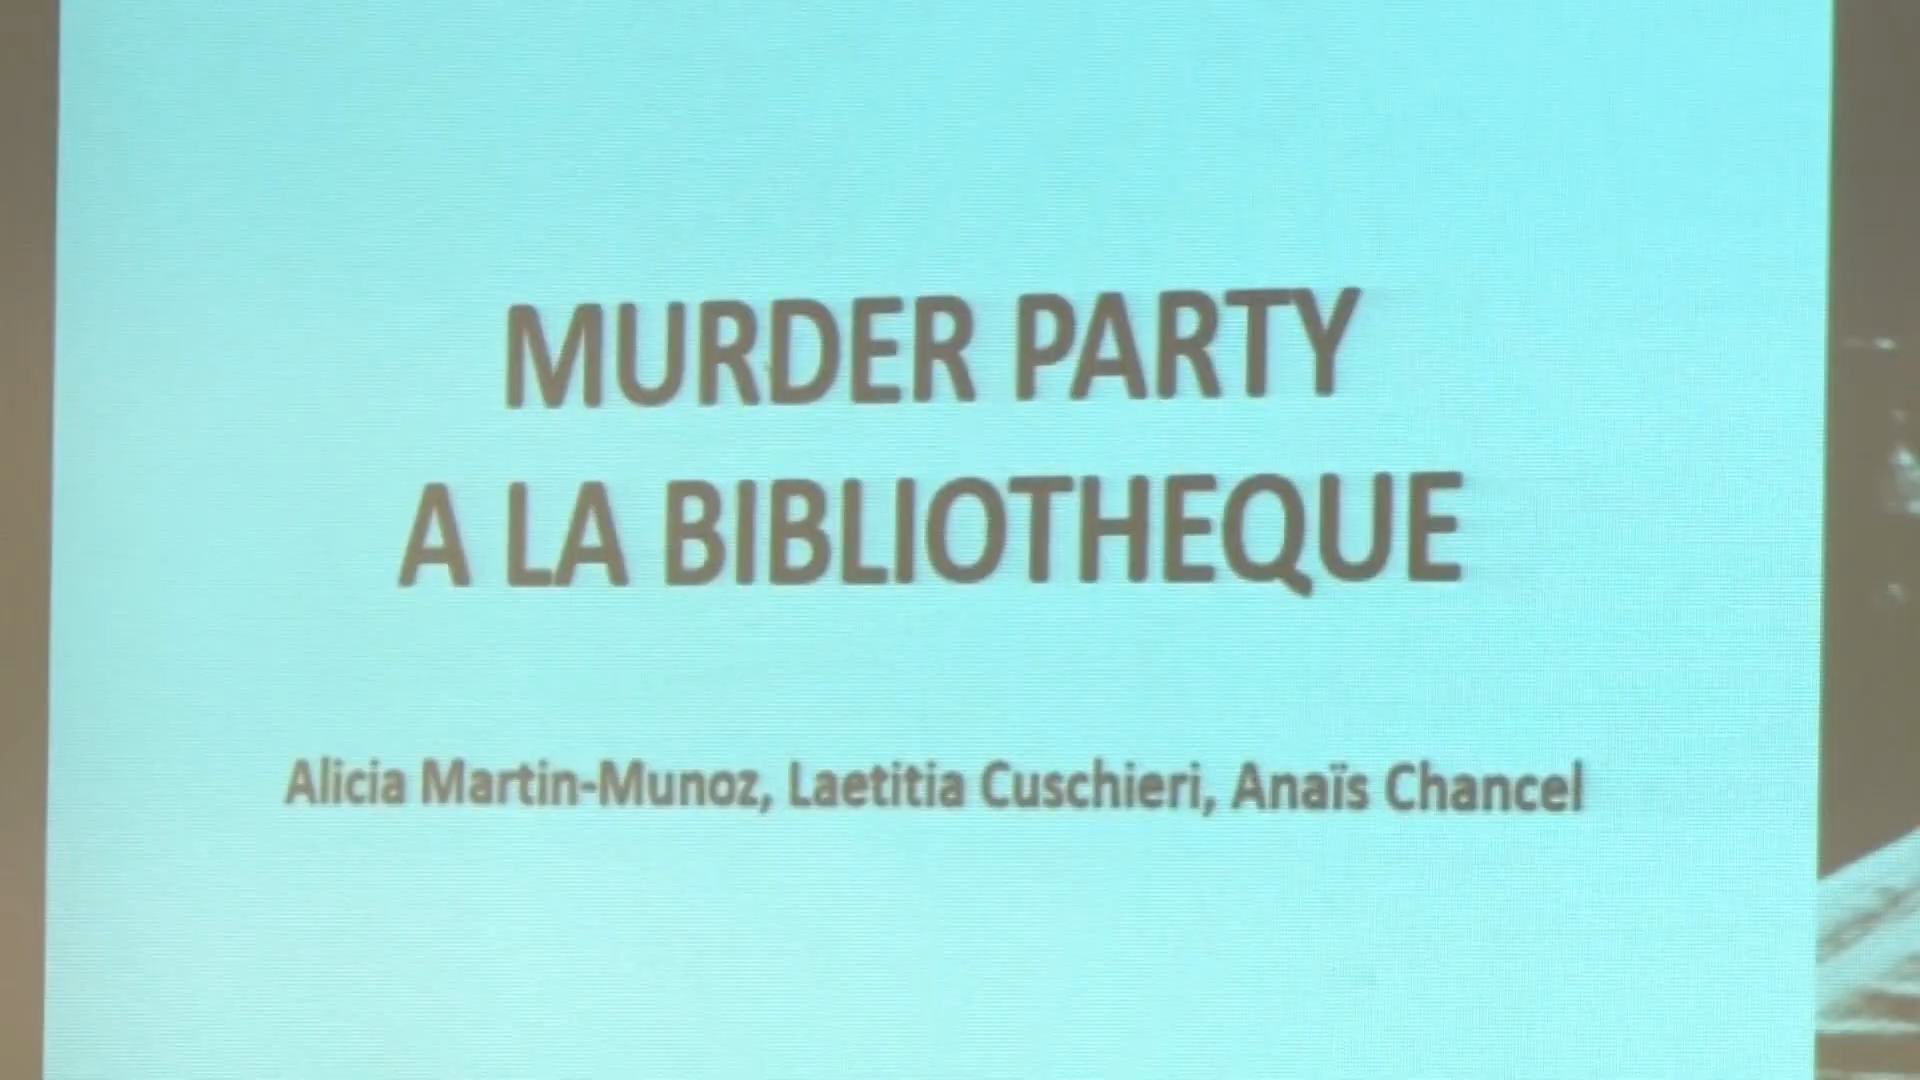 MURDER PARTY
A LA BIBLIOTHEQUE
Alicia Martin-Munoz, Laetitia Cuschieri, Anaïs Chancel